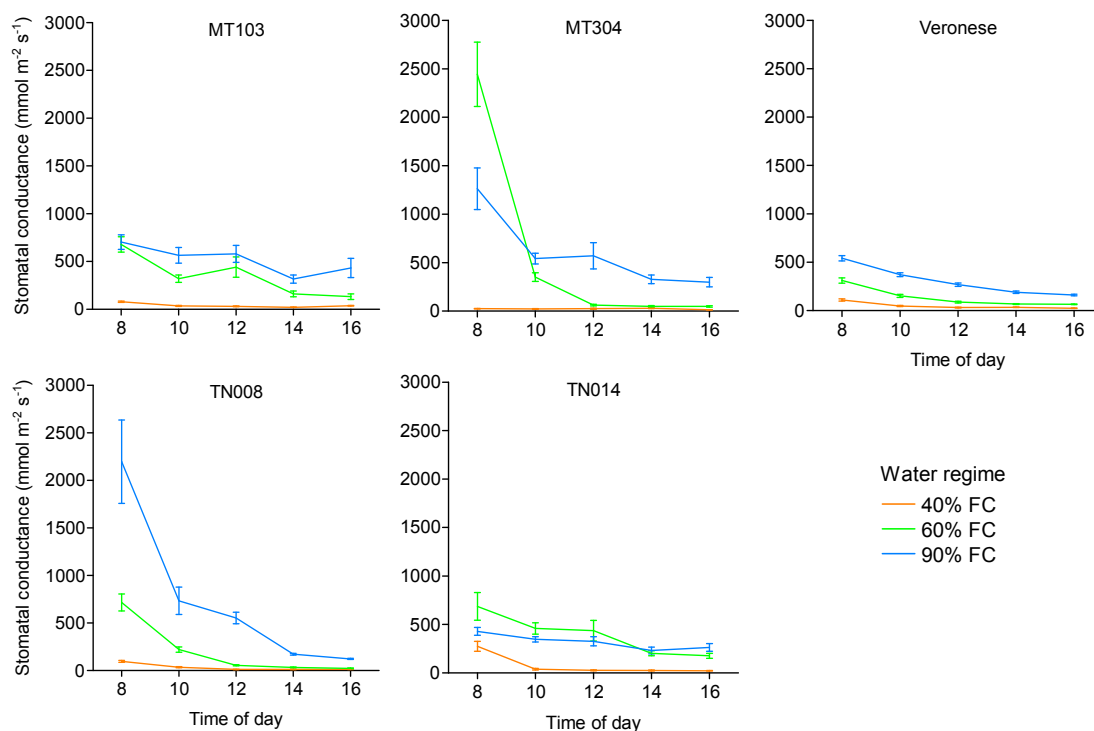 MT103
MT304
Veronese
Stomatal conductance (mmol m⁻² s⁻¹)
3000
2500
2000
1500
1000
500
0
8 10 12 14 16
3000
2500
2000
1500
1000
500
0
8 10 12 14 16
3000
2500
2000
1500
1000
500
0
8 10 12 14 16
Time of day
TN008
TN014
Stomatal conductance (mmol m⁻² s⁻¹)
3000
2500
2000
1500
1000
500
0
8 10 12 14 16
Time of day
3000
2500
2000
1500
1000
500
0
8 10 12 14 16
Time of day
Water regime
40% FC
60% FC
90% FC